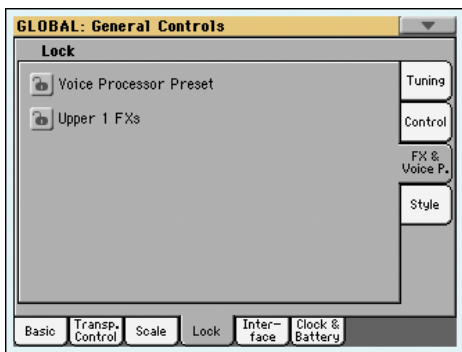 GLOBAL: General Controls
Lock
Voice Processor Preset
Upper 1 FXs
Tuning
Control
FX &
Voice P.
Style
Basic
Transp.
Control
Scale
Lock
Inter-
face
Clock &
Battery